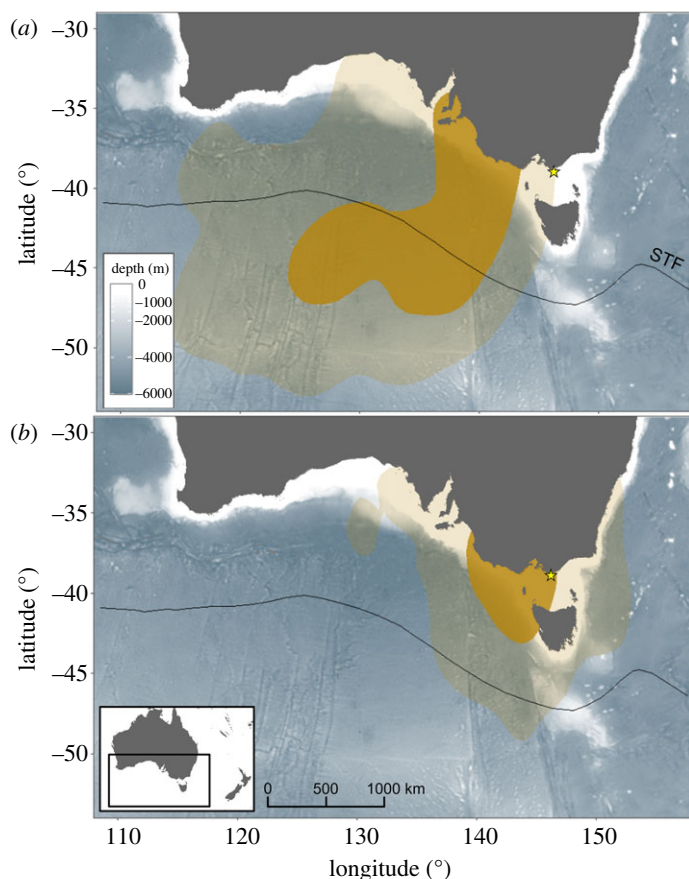 (a)
−30
−35
−40
−45
−50
latitude (°)
STF
depth (m)
0
−1000
−2000
−4000
−6000
(b)
−30
−35
−40
−45
−50
latitude (°)
0 500 1000 km
110 120 130 140 150
longitude (°)